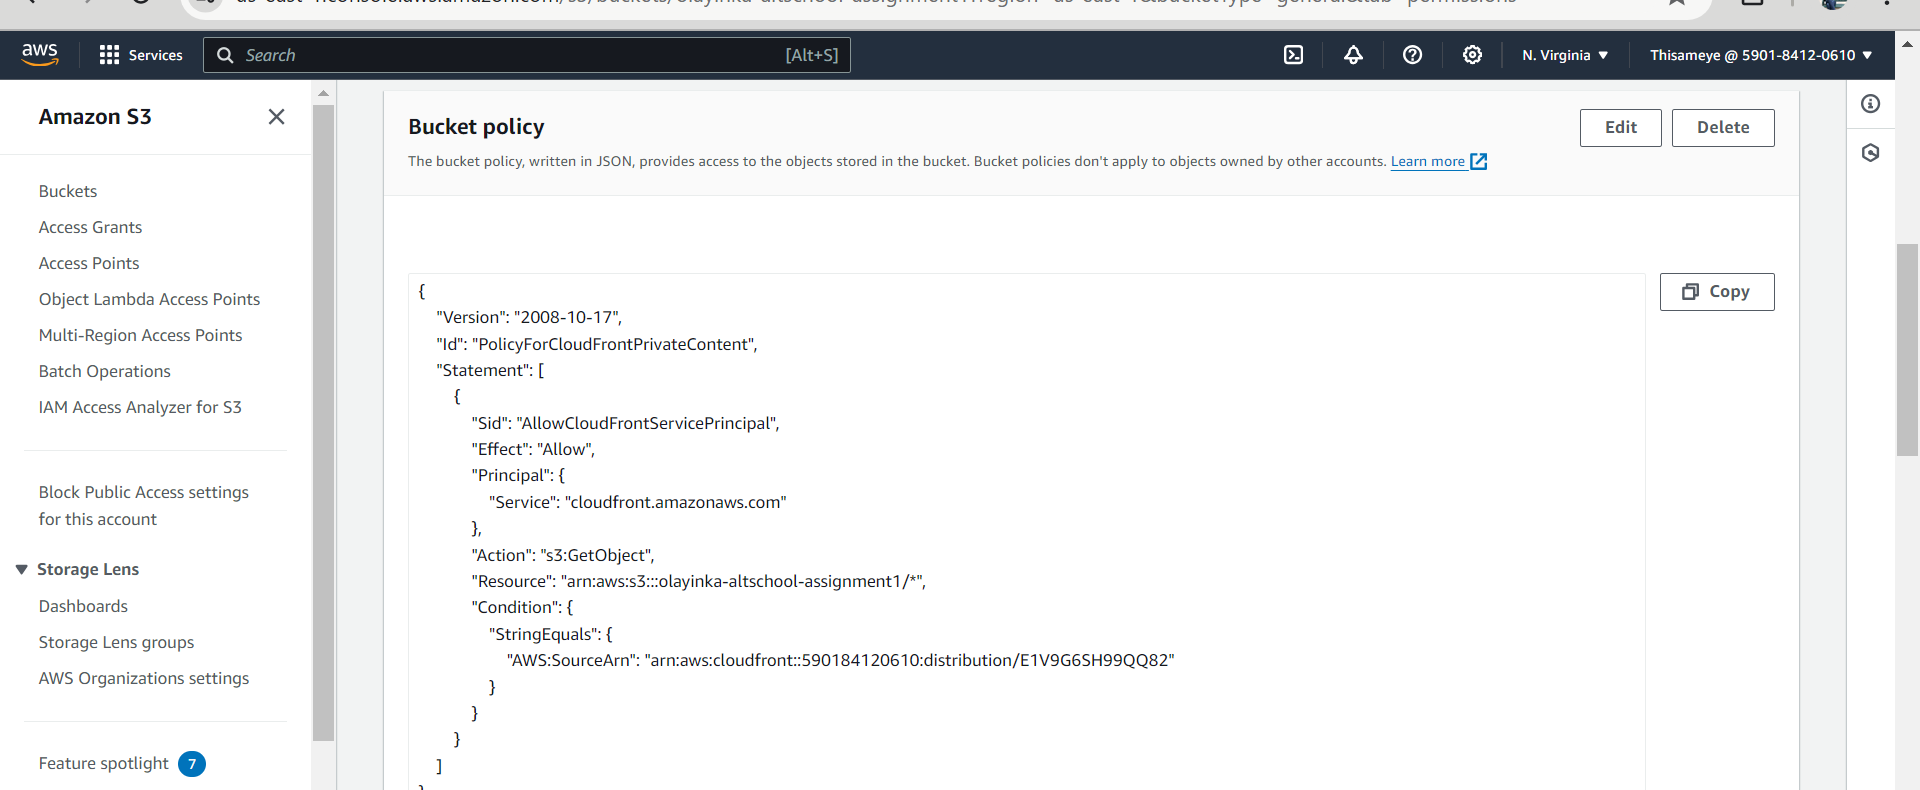 aws
Services
Search
[Alt+S]
N. Virginia
Thisameye @ 5901-8412-0610
Amazon S3
Buckets
Access Grants
Access Points
Object Lambda Access Points
Multi-Region Access Points
Batch Operations
IAM Access Analyzer for S3
Block Public Access settings
for this account
Storage Lens
Dashboards
Storage Lens groups
AWS Organizations settings
Feature spotlight 7
Bucket policy
Edit
Delete
The bucket policy, written in JSON, provides access to the objects stored in the bucket. Bucket policies don't apply to objects owned by other accounts. Learn more
Copy
{
"Version": "2008-10-17",
"Id": "PolicyForCloudFrontPrivateContent",
"Statement": [
{
"Sid": "AllowCloudFrontServicePrincipal",
"Effect": "Allow",
"Principal": {
"Service": "cloudfront.amazonaws.com"
},
"Action": "s3:GetObject",
"Resource": "arn:aws:s3:::olayinka-altschool-assignment1/*",
"Condition": {
"StringEquals": {
"AWS:SourceArn": "arn:aws:cloudfront::590184120610:distribution/E1V9G6SH99QQ82"
}
}
}
]